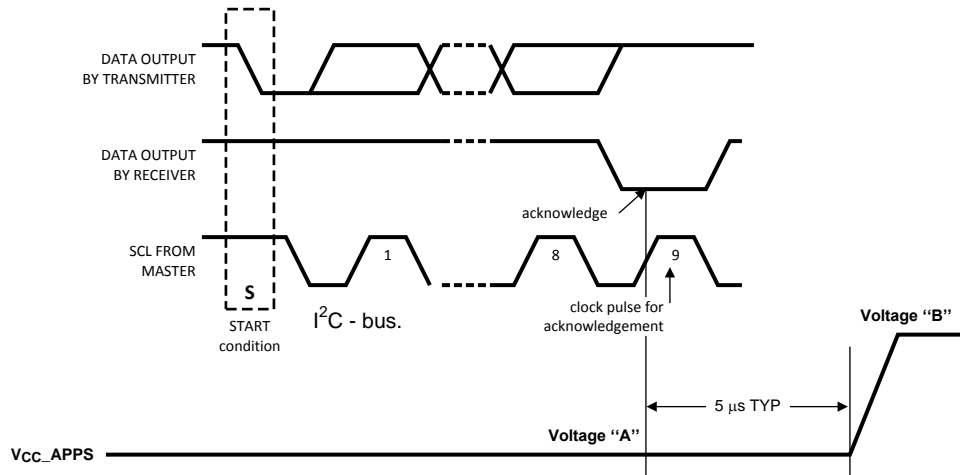 DATA OUTPUT
BY TRANSMITTER
DATA OUTPUT
BY RECEIVER
acknowledge
SCL FROM
MASTER
1
8
9
S
START
condition
I²C - bus.
clock pulse for
acknowledgement
Voltage “B”
5 μs TYP
Voltage “A”
VCC_APPS